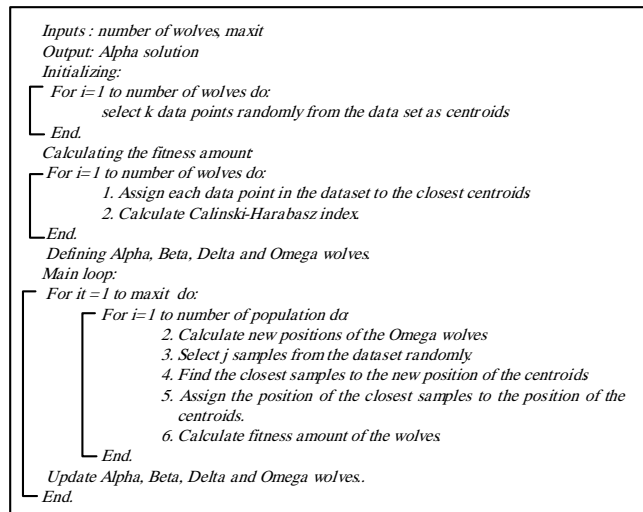 Inputs : number of wolves, maxit
Output: Alpha solution
Initializing:
For i=1 to number of wolves do:
select k data points randomly from the data set as centroids
End.
Calculating the fitness amount:
For i=1 to number of wolves do:
1. Assign each data point in the dataset to the closest centroids
2. Calculate Calinski-Harabasz index.
End.
Defining Alpha, Beta, Delta and Omega wolves.
Main loop:
For it =1 to maxit do:
For i=1 to number of population do:
2. Calculate new positions of the Omega wolves
3. Select j samples from the dataset randomly.
4. Find the closest samples to the new position of the centroids
5. Assign the position of the closest samples to the position of the
centroids.
6. Calculate fitness amount of the wolves.
End.
Update Alpha, Beta, Delta and Omega wolves..
End.